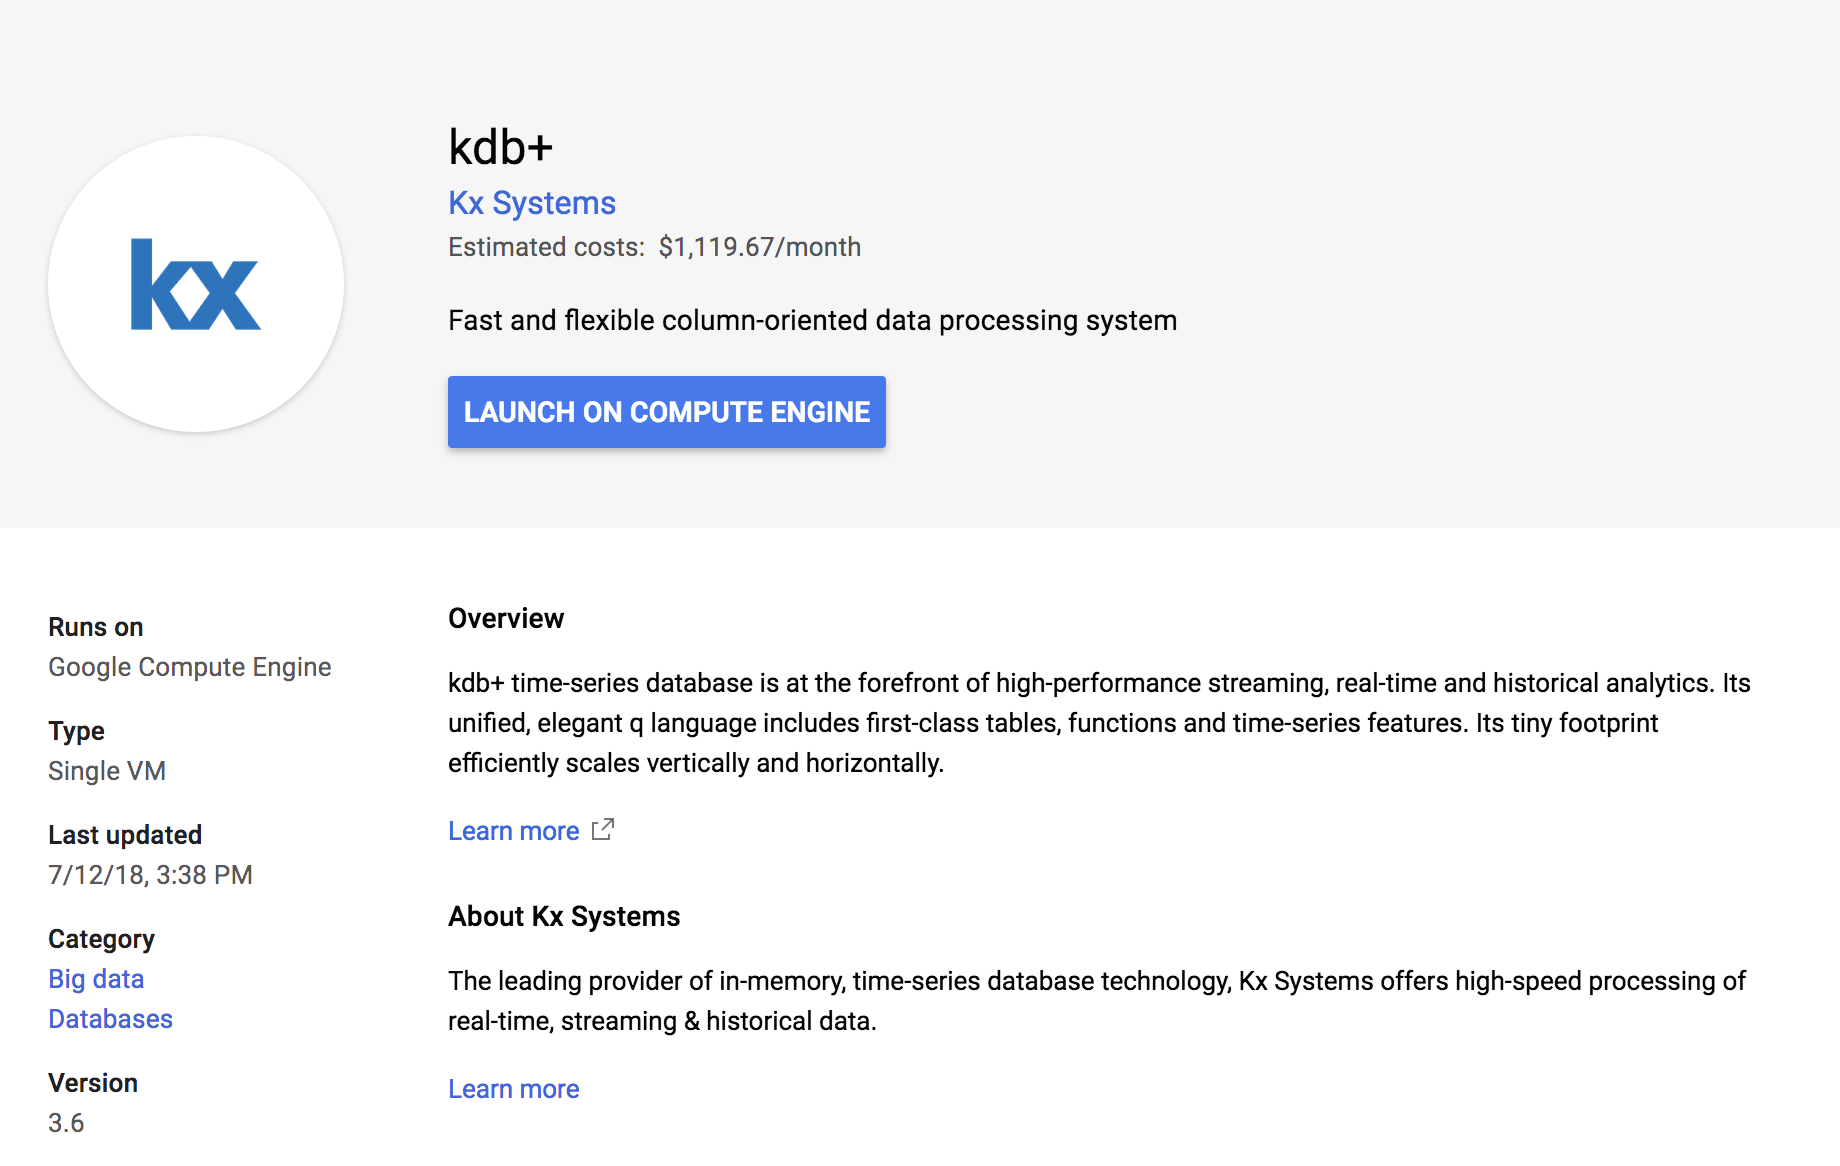 kx
kdb+
Kx Systems
Estimated costs: $1,119.67/month
Fast and flexible column-oriented data processing system
LAUNCH ON COMPUTE ENGINE
Runs on
Google Compute Engine
Type
Single VM
Last updated
7/12/18, 3:38 PM
Category
Big data
Databases
Version
3.6
Overview
kdb+ time-series database is at the forefront of high-performance streaming, real-time and historical analytics. Its
unified, elegant q language includes first-class tables, functions and time-series features. Its tiny footprint
efficiently scales vertically and horizontally.
Learn more
About Kx Systems
The leading provider of in-memory, time-series database technology, Kx Systems offers high-speed processing of
real-time, streaming & historical data.
Learn more